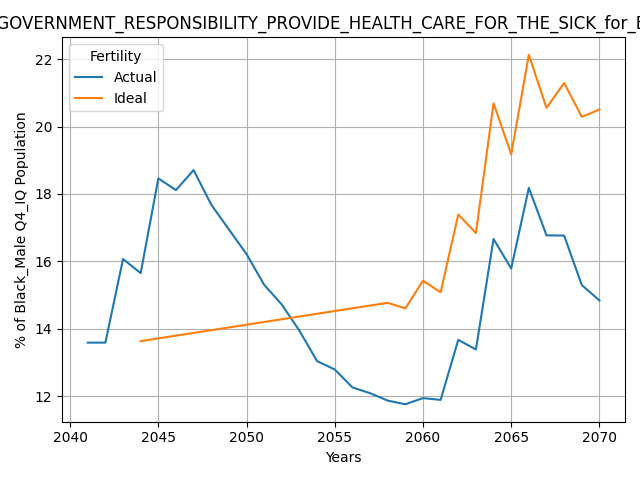 GOVERNMENT_RESPONSIBILITY_PROVIDE_HEALTH_CARE_FOR_THE_SICK_for_
Fertility
Actual
Ideal
% of Black_Male Q4_IQ Population
22
20
18
16
14
12
2040
2045
2050
2055
2060
2065
2070
Years